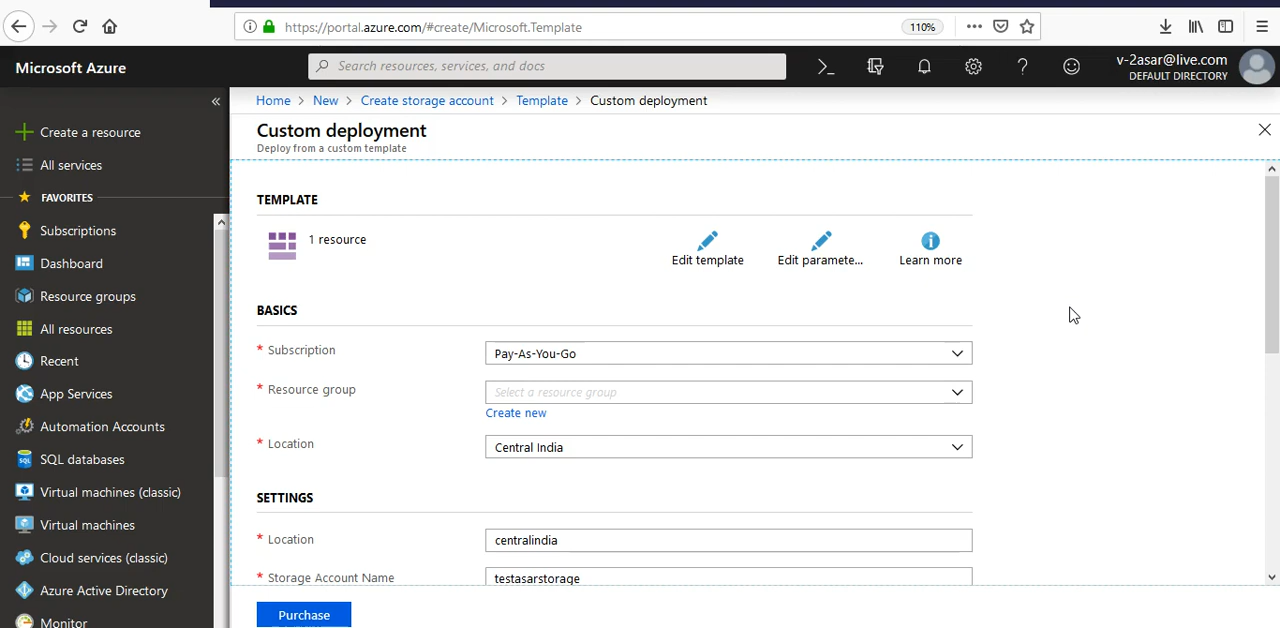 https://portal.azure.com/#create/Microsoft.Template
110%
Microsoft Azure
Search resources, services, and docs
v-2asar@live.com
DEFAULT DIRECTORY
Home > New > Create storage account > Template > Custom deployment
Custom deployment
Deploy from a custom template
Create a resource
All services
FAVORITES
Subscriptions
Dashboard
Resource groups
All resources
Recent
App Services
Automation Accounts
SQL databases
Virtual machines (classic)
Virtual machines
Cloud services (classic)
Azure Active Directory
Monitor
TEMPLATE
1 resource
Edit template
Edit paramete...
Learn more
BASICS
* Subscription
Pay-As-You-Go
* Resource group
Select a resource group
Create new
* Location
Central India
SETTINGS
* Location
centralindia
* Storage Account Name
testasarstorage
Purchase